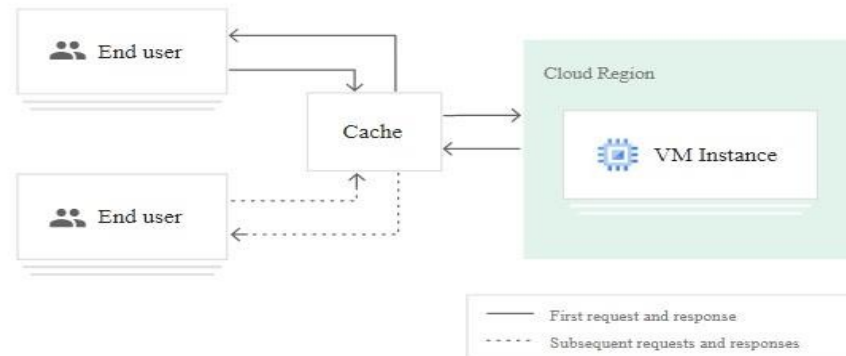 End user
Cloud Region
Cache
VM Instance
End user
First request and response
Subsequent requests and responses